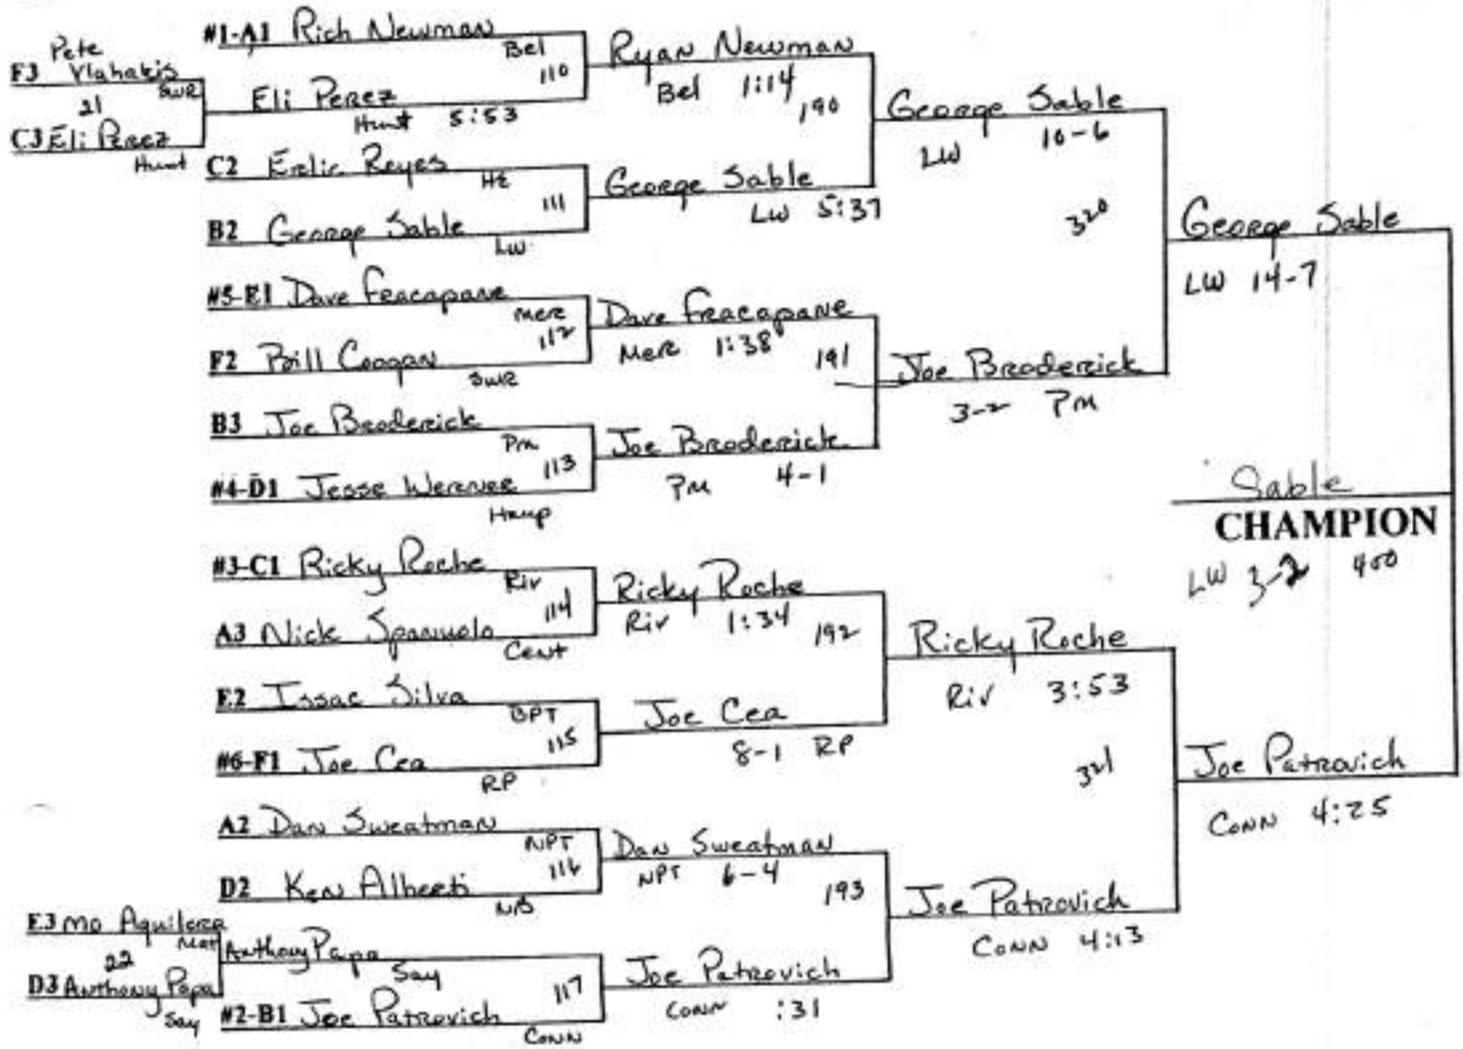 #1-A1 Rich Newman
Bel
110
Ryan Newman
Bel 1:14
190
F3 Pete Vlahakis
SWR
21
C3 Eli Perez
Hunt
Eli Perez
Hunt 5:53
George Sable
LW 10-6
320
C2 Erlic Reyes
Ht
111
George Sable
LW 5:37
B2 George Sable
LW
George Sable
LW 14-7
#5-E1 Dave Feacapane
Mer
112
Dave Feacapane
Mer 1:38
191
F2 Bill Coogan
SWR
Joe Broderick
3-2 PM
B3 Joe Broderick
PM
113
Joe Broderick
PM 4-1
#4-D1 Jesse Werner
Hamp
Sable
CHAMPION
LW 3-2 400
#3-C1 Ricky Roche
Riv
114
Ricky Roche
Riv 1:34
192
A3 Nick Spanuolo
Cent
Ricky Roche
Riv 3:53
321
E2 Issac Silva
BPT
115
Joe Cea
8-1 RP
#6-F1 Joe Cea
RP
Joe Patrovich
CONN 4:25
A2 Dan Sweatman
NPT
116
Dan Sweatman
NPT 6-4
193
D2 Ken Alberti
NB
Joe Patrovich
CONN 4:13
E3 Mo Aguilera
Mat
22
D3 Anthony Papa
Say
Anthony Papa
Say
117
Joe Patrovich
CONN :31
#2-B1 Joe Patrovich
CONN